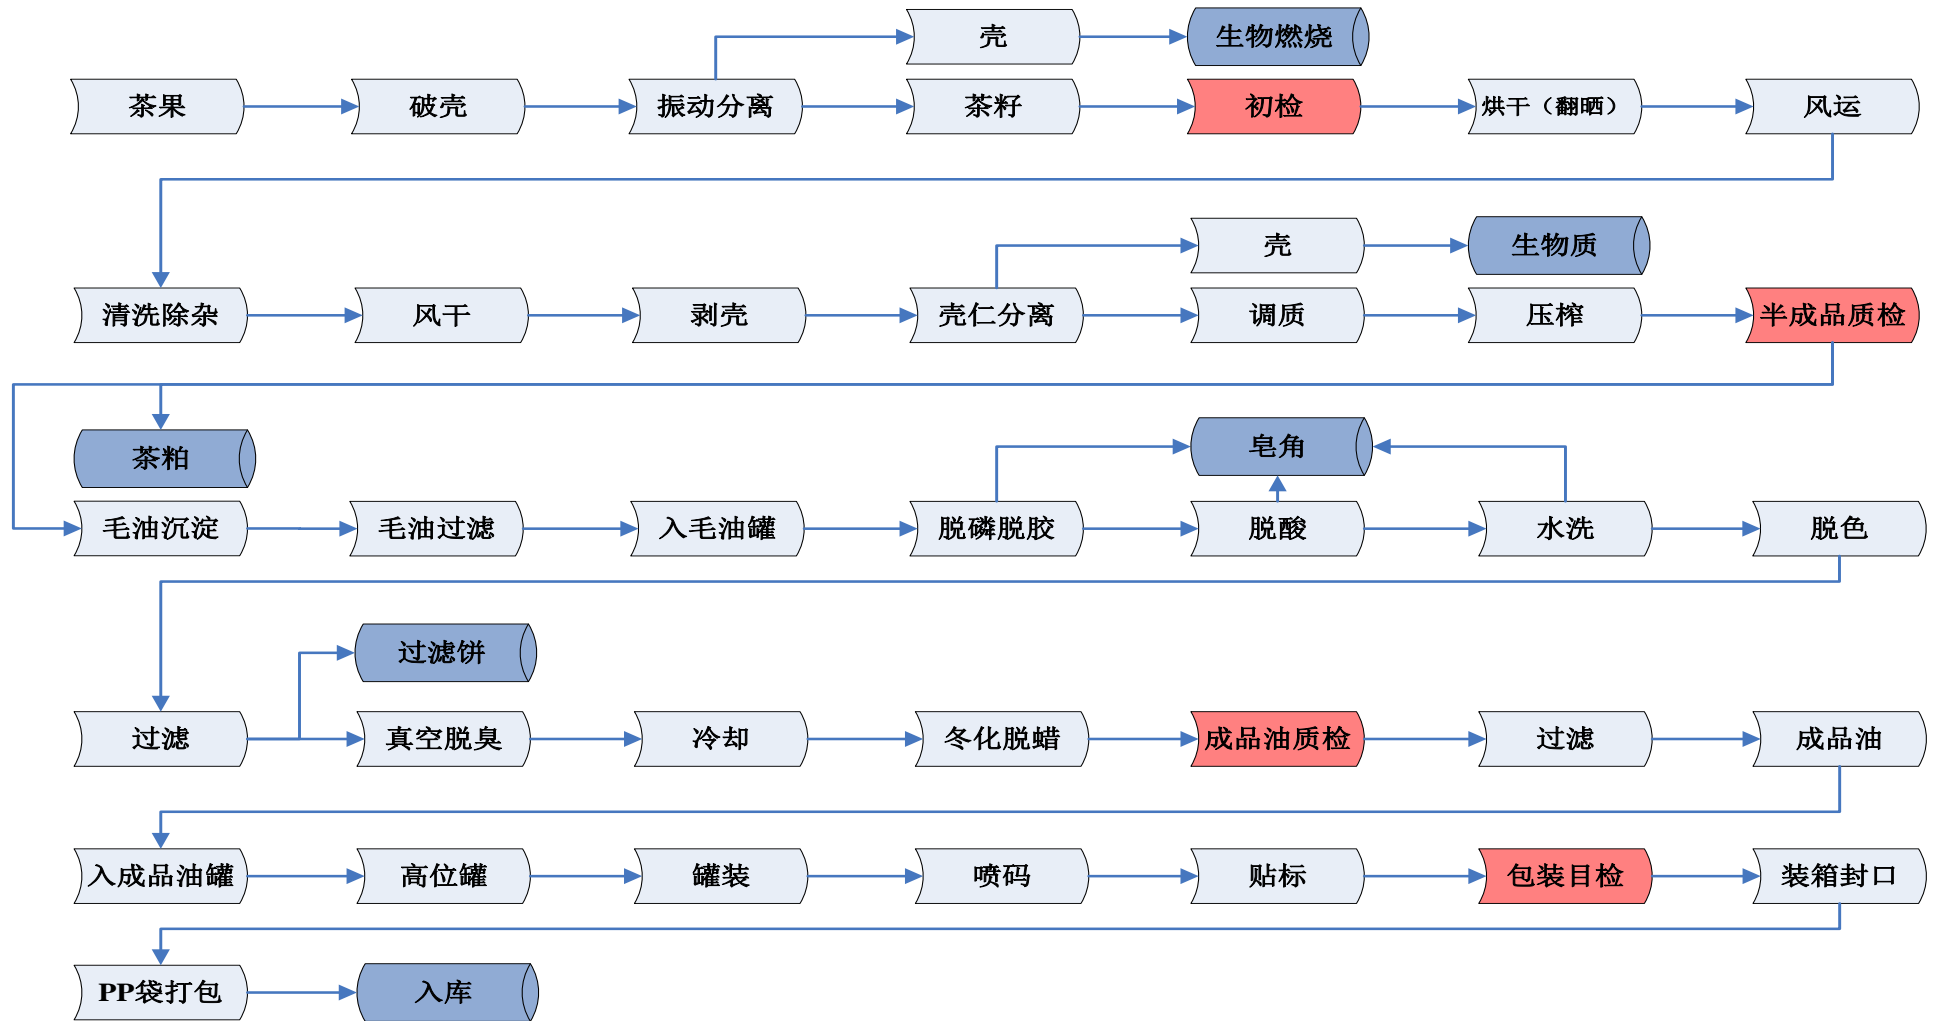 壳
生物燃烧
茶果
破壳
振动分离
茶籽
初检
烘干（翻晒）
风运
壳
生物质
清洗除杂
风干
剥壳
壳仁分离
调质
压榨
半成品质检
茶粕
皂角
毛油沉淀
毛油过滤
入毛油罐
脱磷脱胶
脱酸
水洗
脱色
过滤饼
过滤
真空脱臭
冷却
冬化脱蜡
成品油质检
过滤
成品油
入成品油罐
高位罐
罐装
喷码
贴标
包装目检
装箱封口
PP袋打包
入库